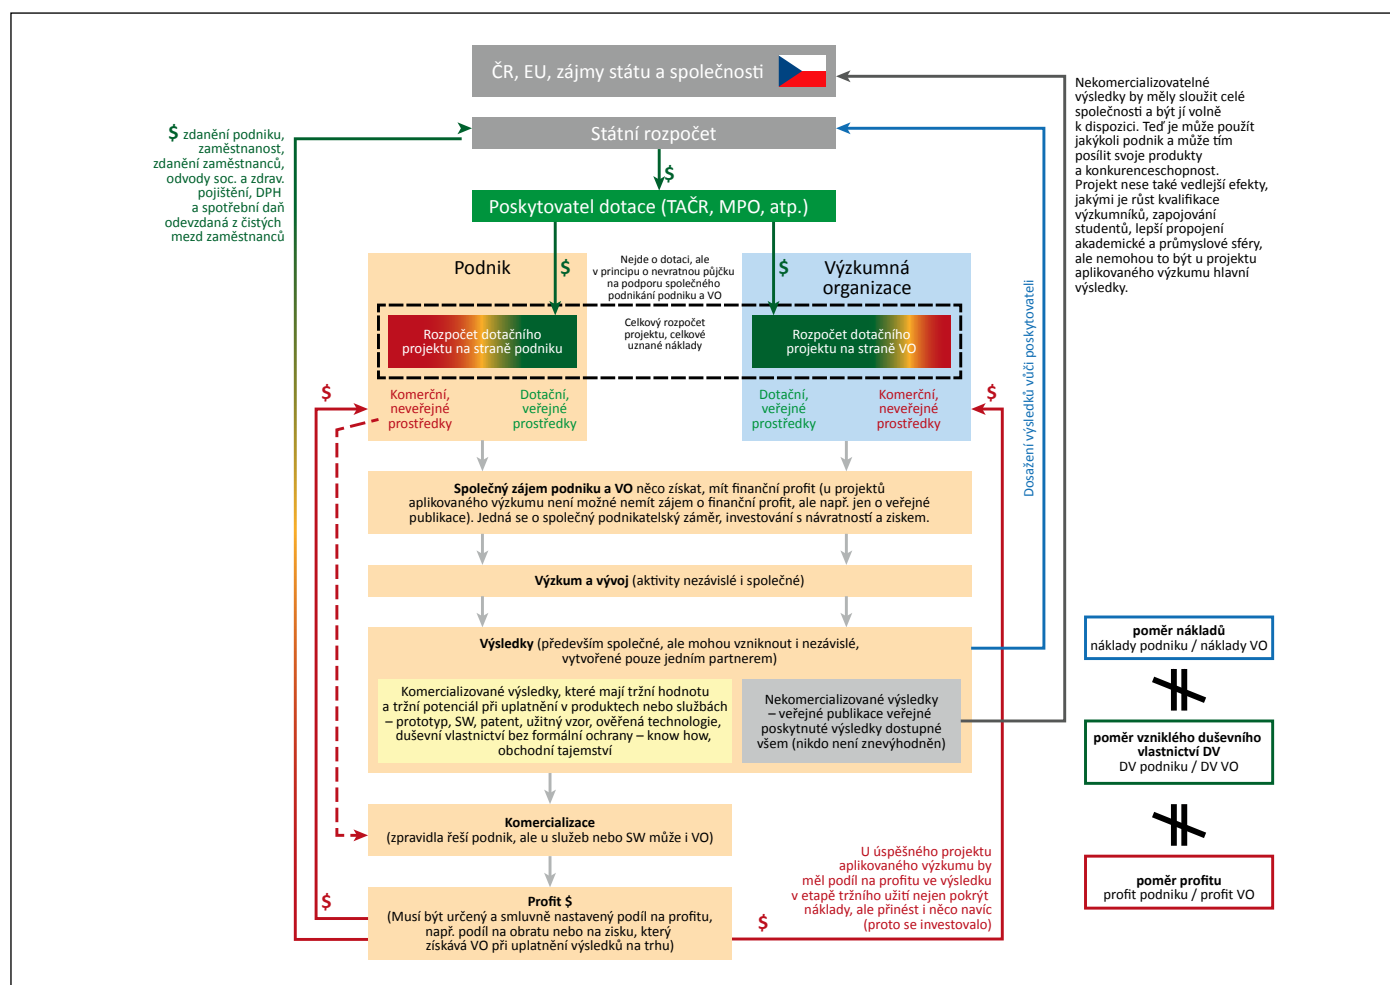 ČR, EU, zájmy státu a společnosti
Státní rozpočet
$ zdanění podniku,
zaměstnanost,
zdanění zaměstnanců,
odvody soc. a zdrav.
pojištění, DPH
a spotřební daň
odevzdaná z čistých
mezd zaměstnanců
Nekomercializovatelné
výsledky by měly sloužit celé
společnosti a být jí volně
k dispozici. Teď je může použít
jakýkoli podnik a může tím
posílit svoje produkty
a konkurenceschopnost.
Projekt nese také vedlejší efekty,
jakými je růst kvalifikace
výzkumníků, zapojování
studentů, lepší propojení
akademické a průmyslové sféry,
ale nemohou to být u projektu
aplikovaného výzkumu hlavní
výsledky.
$
Poskytovatel dotace (TAČR, MPO, atp.)
Podnik
$
Nejde o dotaci, ale
v principu o nevratnou půjčku
na podporu společného
podnikání podniku a VO
$
Výzkumná
organizace
Rozpočet dotačního
projektu na straně podniku
Celkový rozpočet
projektu, celkové
uznané náklady
Rozpočet dotačního
projektu na straně VO
Dosažení výsledků vůči poskytovateli
$
Komerční,
neveřejné
prostředky
Dotační,
veřejné
prostředky
Dotační,
veřejné
prostředky
Komerční,
neveřejné
prostředky
$
Společný zájem podniku a VO něco získat, mít finanční profit (u projektů
aplikovaného výzkumu není možné nemít zájem o finanční profit, ale např. jen o veřejné
publikace). Jedná se o společný podnikatelský záměr, investování s návratností a ziskem.
Výzkum a vývoj (aktivity nezávislé i společné)
Výsledky (především společné, ale mohou vzniknout i nezávislé,
vytvořené pouze jedním partnerem)
Komercializované výsledky, které mají tržní hodnotu
a tržní potenciál při uplatnění v produktech nebo službách
– prototyp, SW, patent, užitný vzor, ověřená technologie,
duševní vlastnictví bez formální ochrany – know how,
obchodní tajemství
Nekomercializované výsledky
– veřejné publikace veřejné
poskytnuté výsledky dostupné
všem (nikdo není znevýhodněn)
poměr nákladů
náklady podniku / náklady VO
poměr vzniklého duševního
vlastnictví DV
DV podniku / DV VO
poměr profitu
profit podniku / profit VO
Komercializace
(zpravidla řeší podnik, ale u služeb nebo SW může i VO)
$
Profit $
(Musí být určený a smluvně nastavený podíl na profitu,
např. podíl na obratu nebo na zisku, který
získává VO při uplatnění výsledků na trhu)
$
U úspěšného projektu
aplikovaného výzkumu by
měl podíl na profitu ve výsledku
v etapě tržního užití nejen pokrýt
náklady, ale přinést i něco navíc
(proto se investovalo)